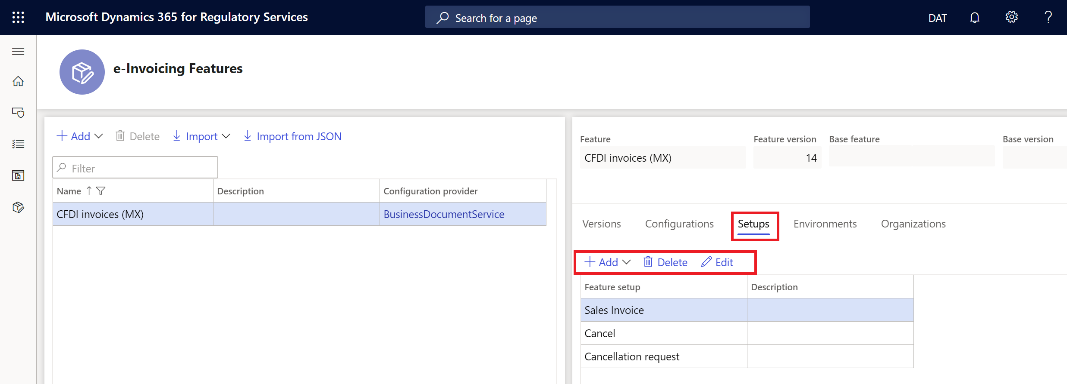 Microsoft Dynamics 365 for Regulatory Services
Search for a page
DAT
?
e-Invoicing Features
Add
Delete
Import
Import from JSON
Filter
Name
Description
Configuration provider
CFDI invoices (MX)
BusinessDocumentService
Feature
Feature version
Base feature
Base version
CFDI invoices (MX)
14
Versions
Configurations
Setups
Environments
Organizations
Add
Delete
Edit
Feature setup
Description
Sales Invoice
Cancel
Cancellation request